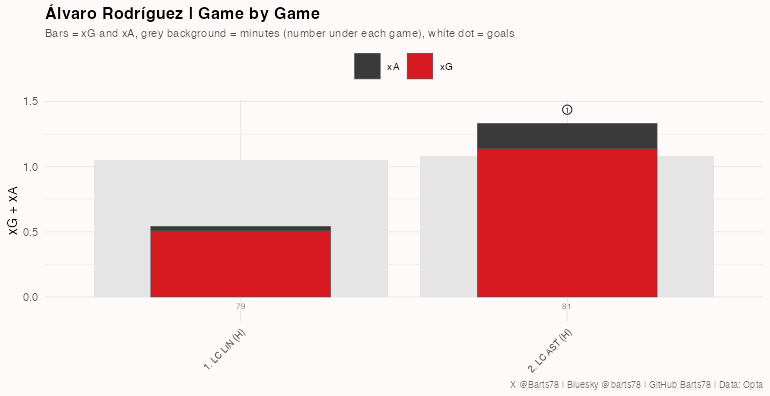 Álvaro Rodríguez | Game by Game
Bars = xG and xA, grey background = minutes (number under each game), white dot = goals
xA xG
xG + xA
1.5
1.0
0.5
0.0
1
79
81
1. LC LIN (H)
2. LC AST (H)
X @Barts78 | Bluesky @barts78 | GitHub Barts78 | Data: Opta